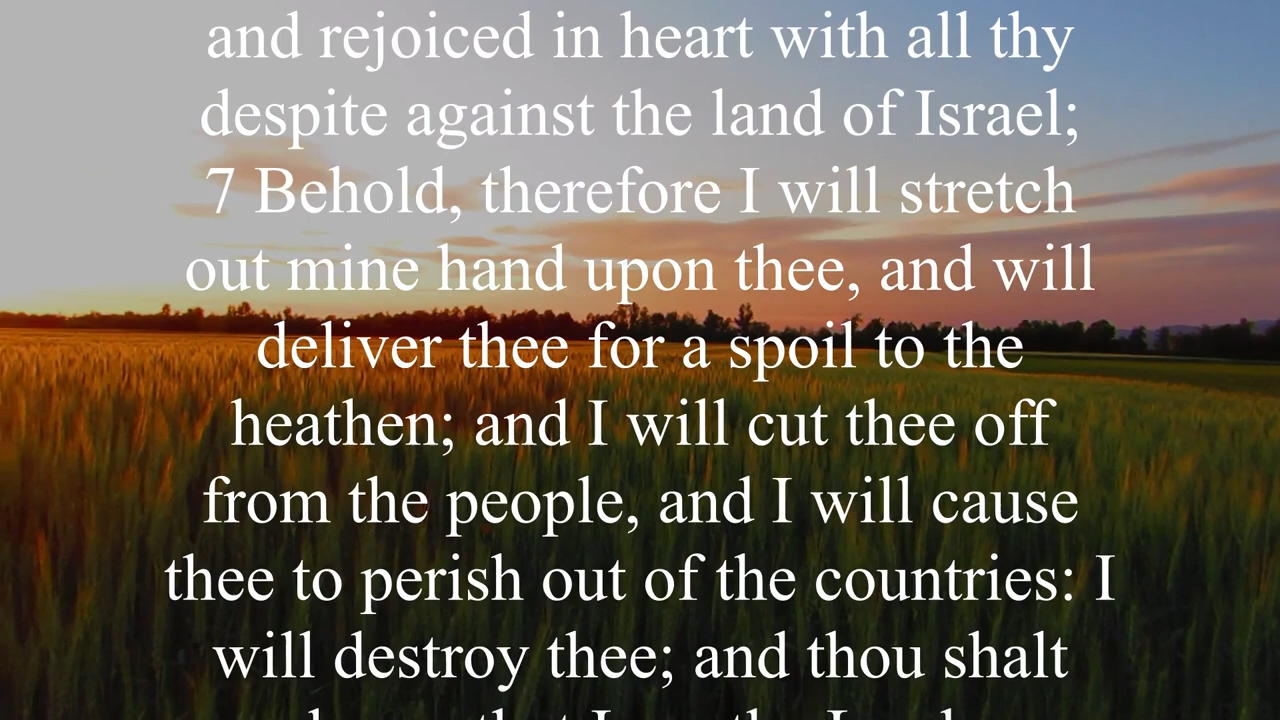 and rejoiced in heart with all thy
despite against the land of Israel;
7 Behold, therefore I will stretch
out mine hand upon thee, and will
deliver thee for a spoil to the
heathen; and I will cut thee off
from the people, and I will cause
thee to perish out of the countries: I
will destroy thee; and thou shalt